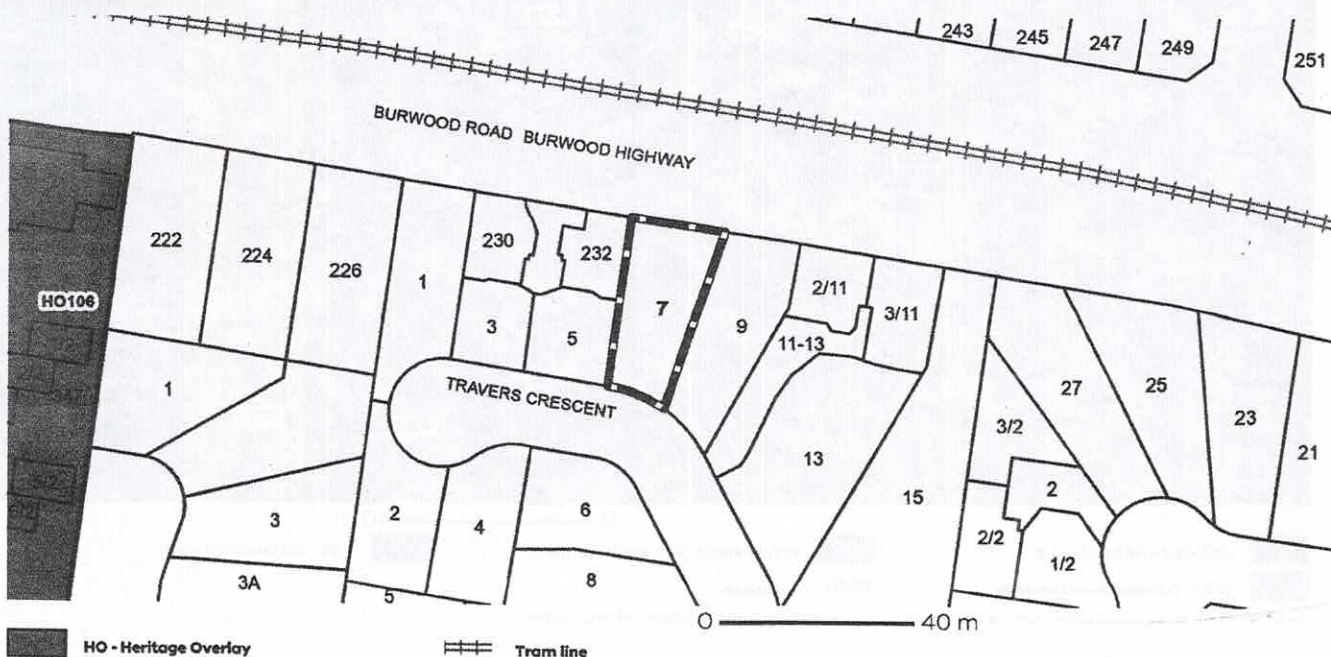 243 245 247 249
251
BURWOOD ROAD BURWOOD HIGHWAY
222 224 226 1 230 232
7 9 2/11 3/11
HO106
3 5 11-13
27 25 23 21
1
TRAVERS CRESCENT
3/2
13 15
2
3 2 4 6
2/2 1/2
3A 5 8
0 40 m
HO - Heritage Overlay
Tram line